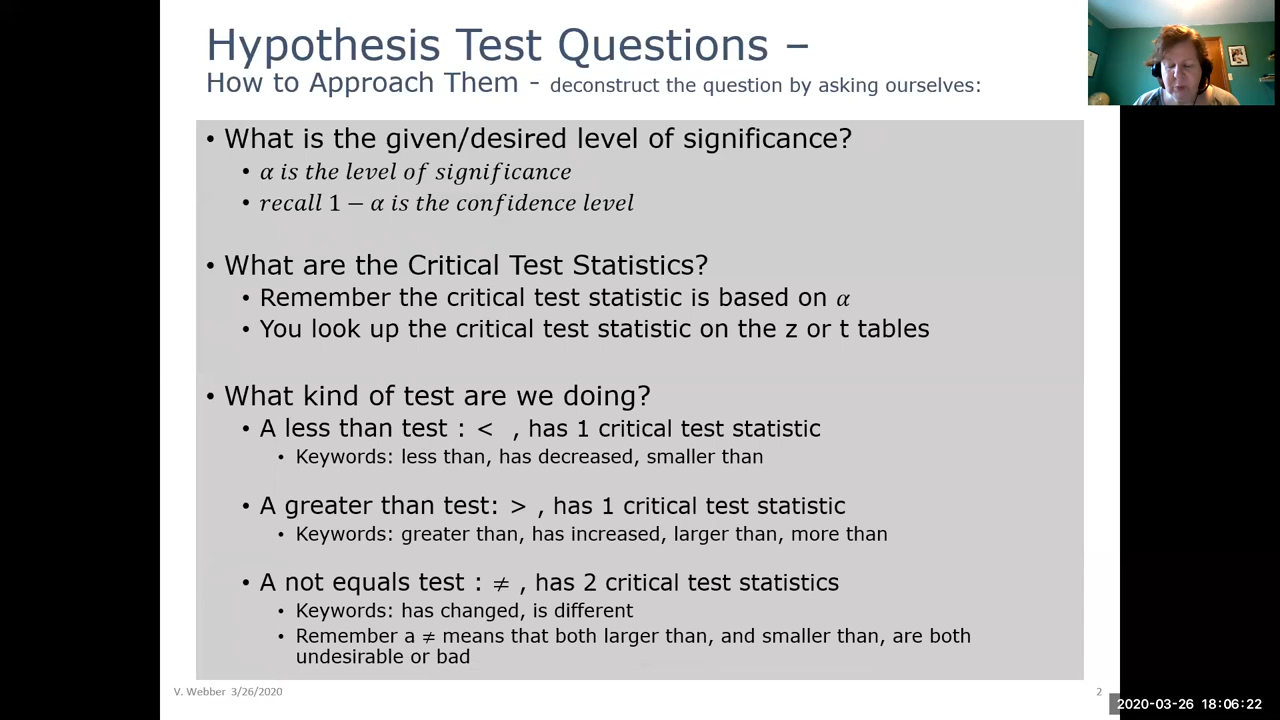 Hypothesis Test Questions –
How to Approach Them - deconstruct the question by asking ourselves:
• What is the given/desired level of significance?
• α is the level of significance
• recall 1 − α is the confidence level
• What are the Critical Test Statistics?
• Remember the critical test statistic is based on α
• You look up the critical test statistic on the z or t tables
• What kind of test are we doing?
• A less than test : < , has 1 critical test statistic
• Keywords: less than, has decreased, smaller than
• A greater than test: > , has 1 critical test statistic
• Keywords: greater than, has increased, larger than, more than
• A not equals test : ≠ , has 2 critical test statistics
• Keywords: has changed, is different
• Remember a ≠ means that both larger than, and smaller than, are both
undesirable or bad
V. Webber 3/26/2020
2
2020-03-26 18:06:22